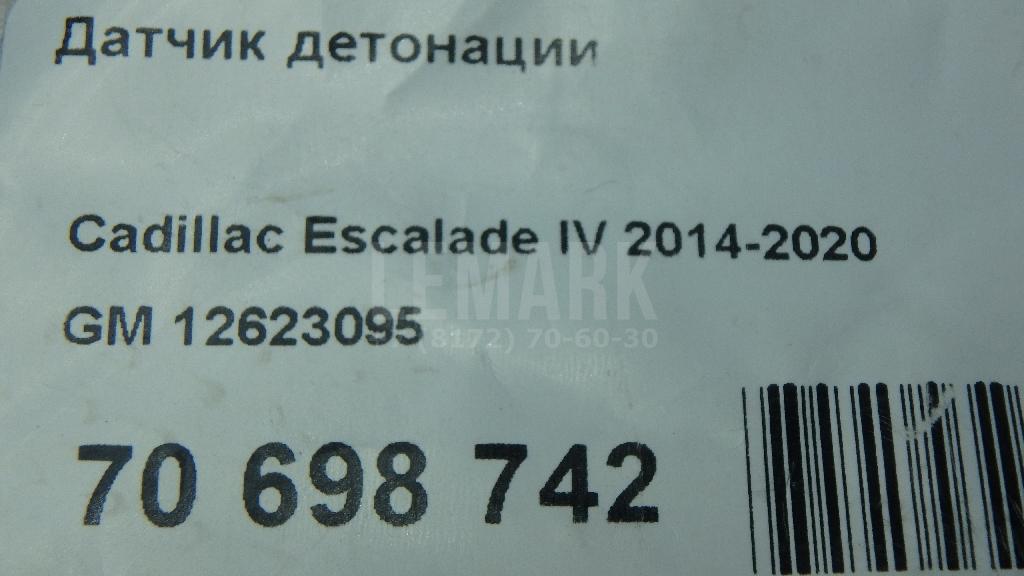 Датчик детонации
Cadillac Escalade IV 2014-2020
LEMARK
GM 12623095
(8172) 70-60-30
70 698 742